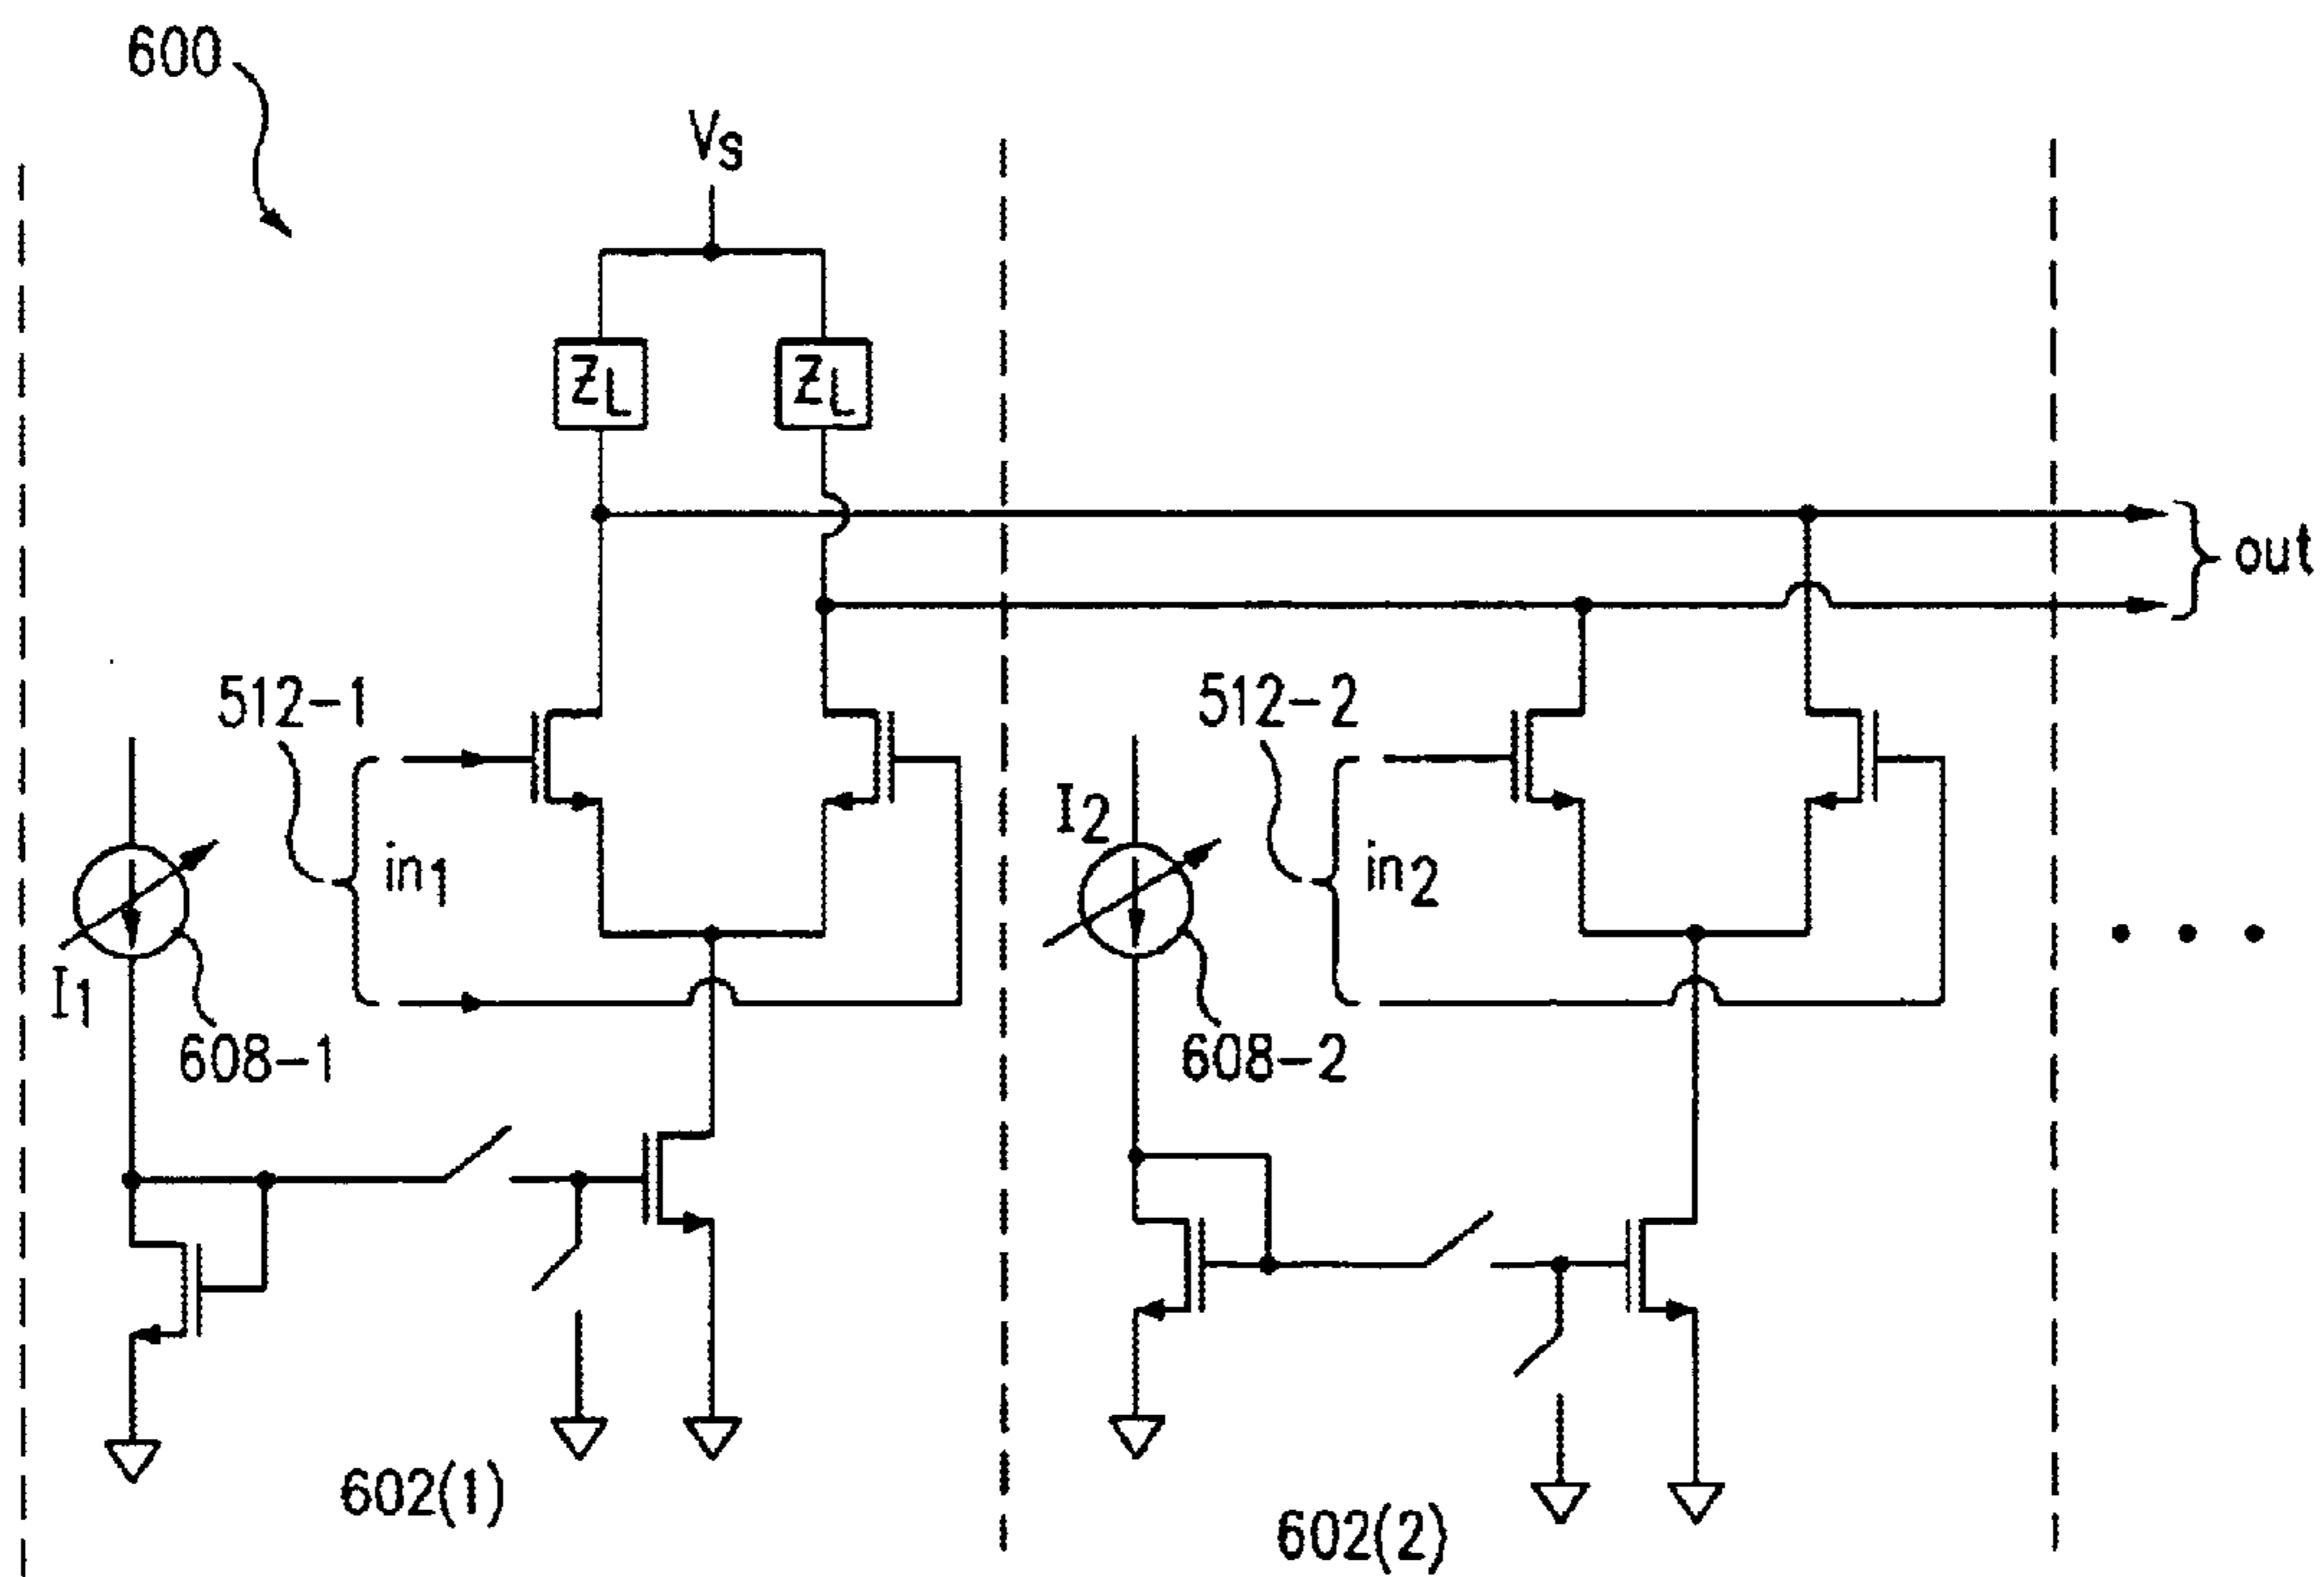 600
Vs
ZL
ZL
out
512-1
512-2
in1
I2
in2
I1
608-1
608-2
602(1)
602(2)